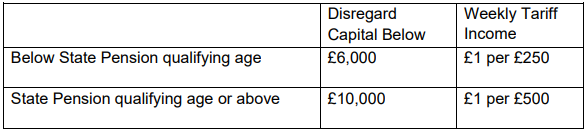 Disregard Capital Below
Weekly Tariff Income
Below State Pension qualifying age £6,000 £1 per £250
State Pension qualifying age or above £10,000 £1 per £500